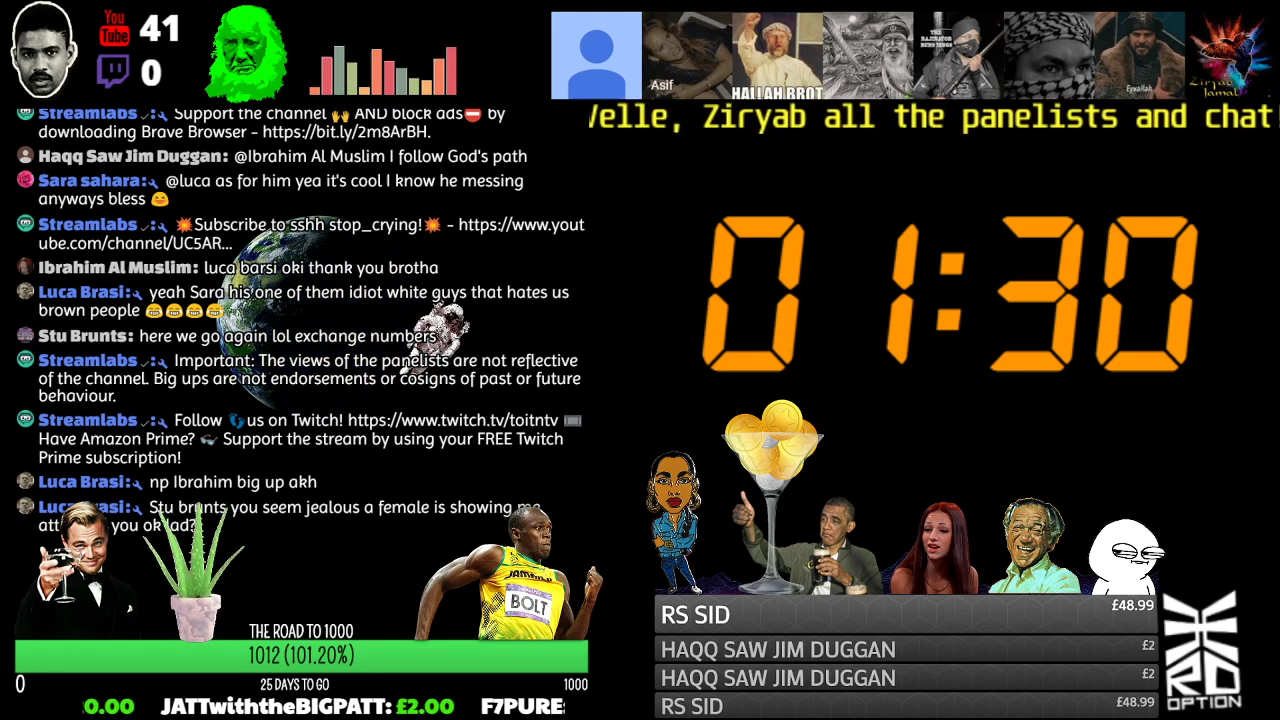 You
Tube 41
0
Asif
HALLAH BROT
THE
RAJINATOR
RUNS TINGS
Eyyallah
Ziryab
Jamal
Velle, Ziryab all the panelists and chat
Streamlabs : Support the channel 🙌 AND block ads⛔ by
downloading Brave Browser - https://bit.ly/2m8ArBH.
Haqq Saw Jim Duggan: @Ibrahim Al Muslim I follow God's path
Sara sahara: @luca as for him yea it's cool I know he messing
anyways bless 😆
Streamlabs : 💥Subscribe to sshh stop_crying!💥 - https://www.yout
ube.com/channel/UC5AR...
Ibrahim Al Muslim: luca barsi oki thank you brotha
Luca Brasi: yeah Sara his one of them idiot white guys that hates us
brown people 😂😂😂😂
Stu Brunts: here we go again lol exchange numbers
Streamlabs : Important: The views of the panelists are not reflective
of the channel. Big ups are not endorsements or cosigns of past or future
behaviour.
Streamlabs : Follow 👣us on Twitch! https://www.twitch.tv/toitntv
Have Amazon Prime? 👓 Support the stream by using your FREE Twitch
Prime subscription!
Luca Brasi: np Ibrahim big up akh
Luca Brasi: Stu brunts you seem jealous a female is showing me
you ok lad?
01:30
JAMAICA
BOLT
THE ROAD TO 1000
1012 (101.20%)
0 25 DAYS TO GO 1000
0.00 JATTwiththeBIGPATT: £2.00 F7PURE
RS SID £48.99
HAQQ SAW JIM DUGGAN £2
HAQQ SAW JIM DUGGAN £2
RS SID £48.99
OPTION